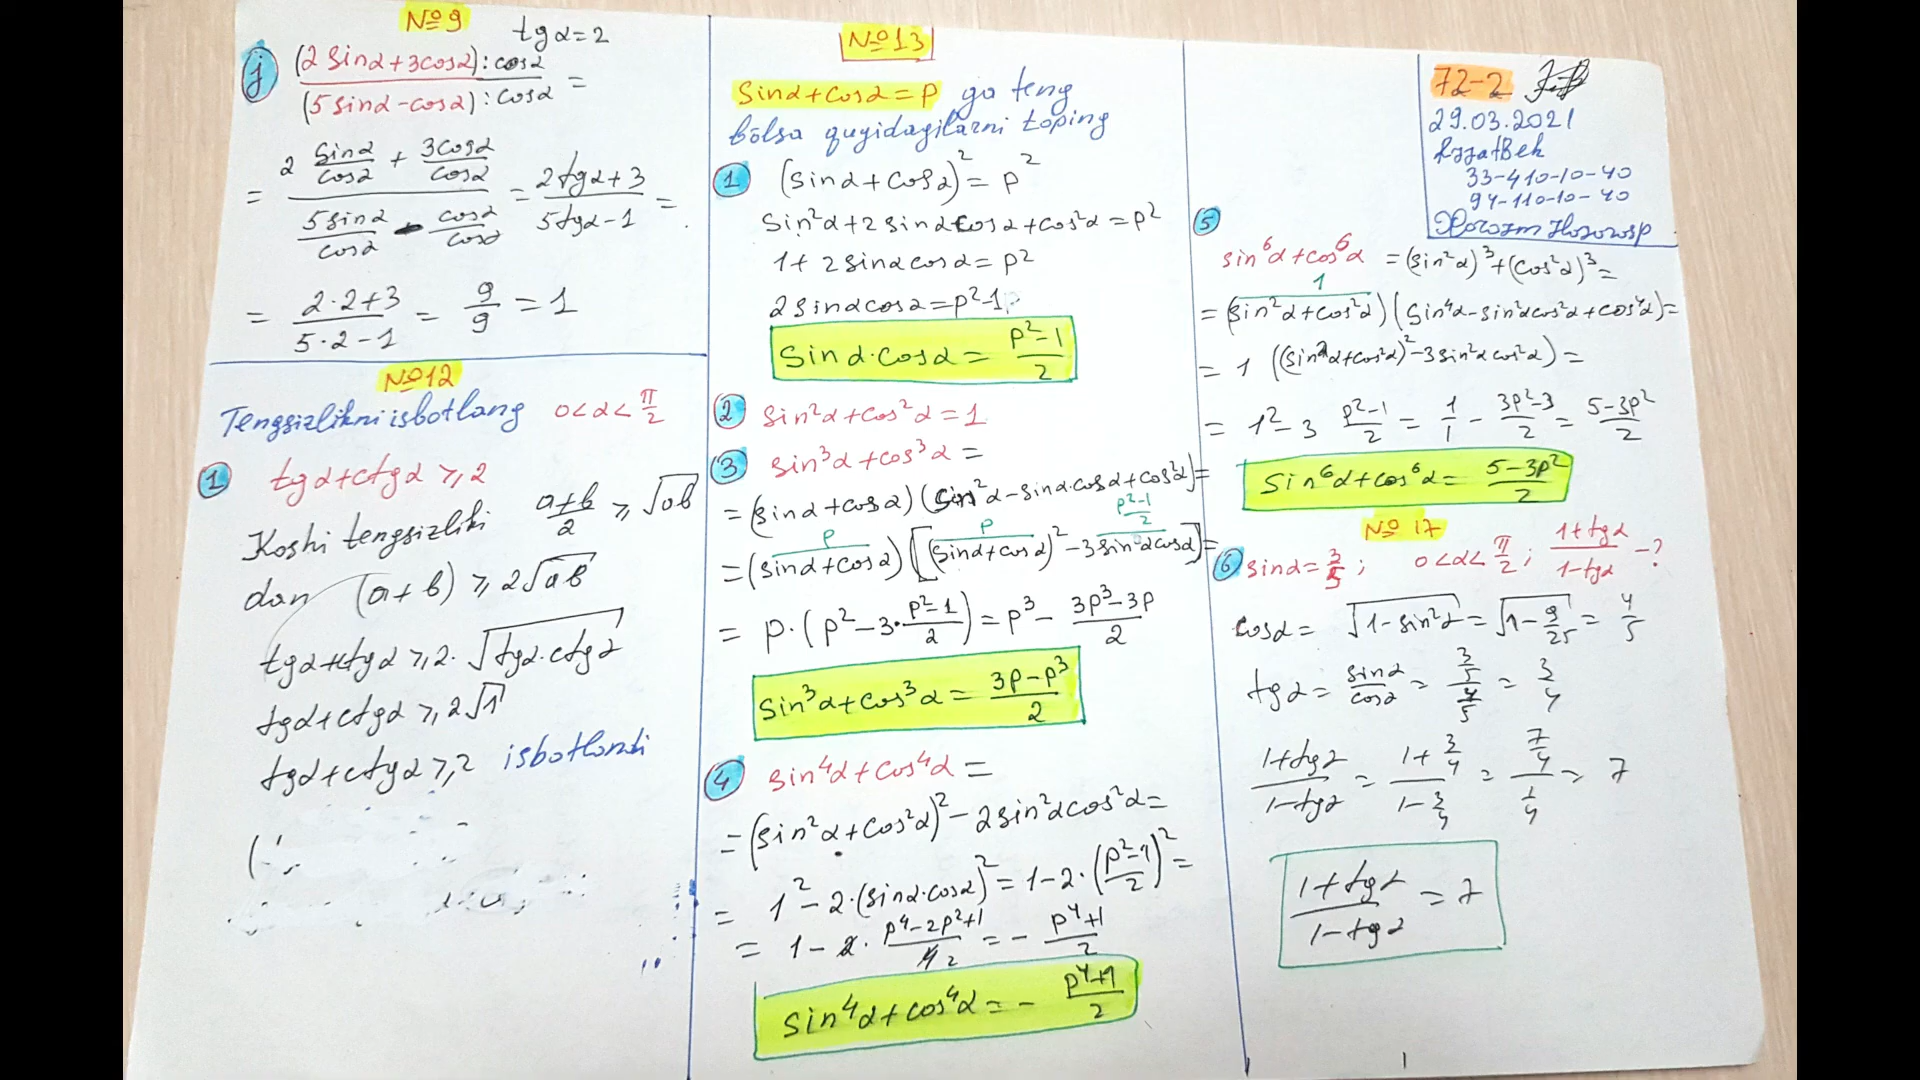 №9
tgα=2
j
(2sinα+3cosα):cosα
(5sinα-cosα):cosα =
= 2 sinα/cosα + 3cosα/cosα / 5sinα/cosα - cosα/cosα = 2tgα+3 / 5tgα-1 =
= 2·2+3 / 5·2-1 = 9/9 = 1
№12
Tengsizlikni isbotlang 0<α<π/2
1 tgα+ctgα ≥ 2
Koshi tengsizliki a+b/2 ≥ √ab
dan (a+b) ≥ 2√ab
tgα+ctgα ≥ 2·√tgα·ctgα
tgα+ctgα ≥ 2√1
tgα+ctgα ≥ 2 isbotlandi
№13
sinα+cosα=p ga teng
bo'lsa quyidagilarni toping
1 (sinα+cosα)²=p²
sin²α+2sinαcosα+cos²α=p²
1+2sinαcosα=p²
2sinαcosα=p²-1
sinα·cosα= p²-1/2
2 sin²α+cos²α=1
3 sin³α+cos³α=
=(sinα+cosα)(sin²α-sinα·cosα+cos²α)=
p p p²-1/2
=(sinα+cosα)[(sinα+cosα)²-3sinαcosα]=
= p·(p²-3·p²-1/2)=p³- 3p³-3p/2
sin³α+cos³α= 3p-p³/2
4 sin⁴α+cos⁴α=
=(sin²α+cos²α)²-2sin²αcos²α=
= 1²-2·(sinα·cosα)²=1-2·(p²-1/2)²=
= 1-2· p⁴-2p²+1/4 2 =- p⁴+1/2
sin⁴α+cos⁴α=- p⁴+1/2
72-2
29.03.2021
33-410-10-40
94-110-10-40
Xorazm Hozorosp
5
sin⁶α+cos⁶α =(sin²α)³+(cos²α)³=
1
=(sin²α+cos²α)(sin⁴α-sin²αcos²α+cos⁴α)=
= 1 ((sin²α+cos²α)²-3sin²αcos²α)=
= 1²-3 p²-1/2 = 1/1 - 3p²-3/2 = 5-3p²/2
sin⁶α+cos⁶α= 5-3p²/2
№17
6 sinα=3/5; 0<α<π/2; 1+tgα/1-tgα -?
cosα= √1-sin²α=√1-9/25= 4/5
tgα= sinα/cosα = 3/5 / 4/5 = 3/4
1+tgα/1-tgα = 1+3/4 / 1-3/4 = 7/4 / 1/4 = 7
1+tgα/1-tgα = 7